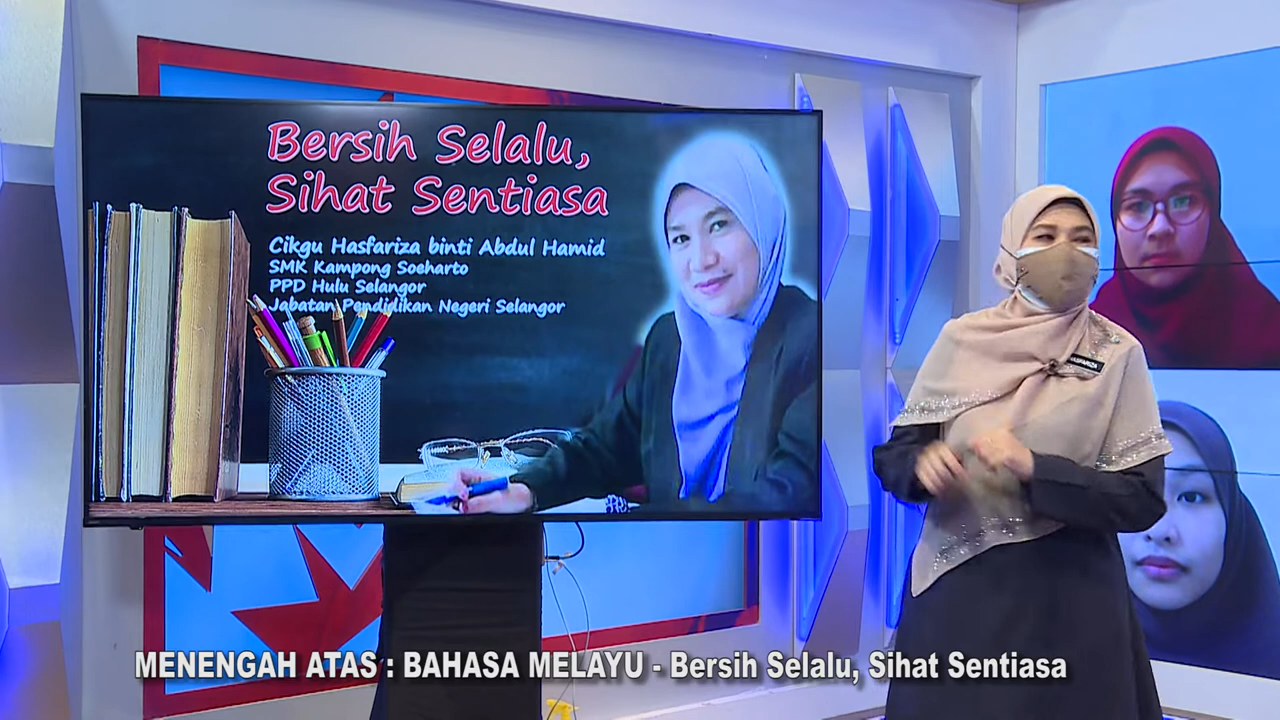 Bersih Selalu,
Sihat Sentiasa
Cikgu Hasfariza binti Abdul Hamid
SMK Kampong Soeharto
PPD Hulu Selangor
Jabatan Pendidikan Negeri Selangor
HASFARIZA
MENENGAH ATAS : BAHASA MELAYU - Bersih Selalu, Sihat Sentiasa